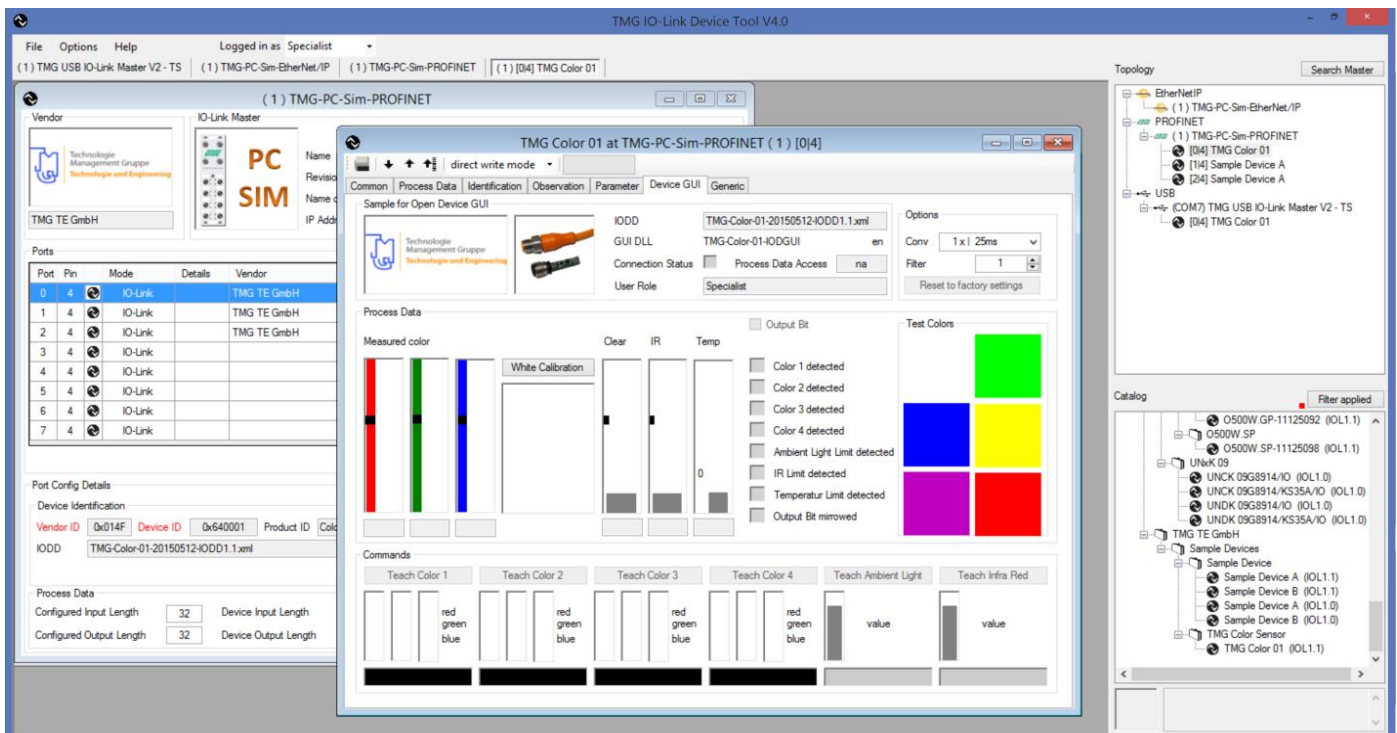 TMG IO-Link Device Tool V4.0
File Options Help Logged in as Specialist
(1) TMG USB IO-Link Master V2 - TS (1) TMG-PC-Sim-EtherNet/IP (1) TMG-PC-Sim-PROFINET (1) [0|4] TMG Color 01
(1) TMG-PC-Sim-PROFINET
Vendor IO-Link Master
Technologie
Management Gruppe
Technologie und Engineering
PC
SIM
Name
IP Addr
TMG TE GmbH
Ports
Port Pin Mode Details Vendor
0 4 IO-Link TMG TE GmbH
1 4 IO-Link TMG TE GmbH
2 4 IO-Link TMG TE GmbH
3 4 IO-Link
4 4 IO-Link
5 4 IO-Link
6 4 IO-Link
7 4 IO-Link
Port Config Details
Device Identification
Vendor ID 0x014F Device ID 0x640001 Product ID
IODD TMG-Color-01-20150512-IODD1.1.xml
Process Data
Configured Input Length 32 Device Input Length
Configured Output Length 32 Device Output Length
TMG Color 01 at TMG-PC-Sim-PROFINET (1) [0|4]
direct write mode
Common Process Data Identification Observation Parameter Device GUI Generic
Sample for Open Device GUI
Technologie
Management Gruppe
Technologie und Engineering
IODD TMG-Color-01-20150512-IODD1.1.xml
GUI DLL TMG-Color-01-IODGUI en
Connection Status Process Data Access na
User Role Specialist
Options
Conv 1x| 25ms
Filter 1
Reset to factory settings
Process Data
Measured color
White Calibration
Clear IR Temp
0
Output Bit
Color 1 detected
Color 2 detected
Color 3 detected
Color 4 detected
Ambient Light Limit detected
IR Limit detected
Temperatur Limit detected
Output Bit mirrowed
Test Colors
Commands
Teach Color 1 Teach Color 2 Teach Color 3 Teach Color 4 Teach Ambient Light Teach Infra Red
red red red red
green green green green value value
blue blue blue blue
Topology Search Master
EtherNetIP
(1) TMG-PC-Sim-EtherNet/IP
PROFINET
(1) TMG-PC-Sim-PROFINET
[0|4] TMG Color 01
[1|4] Sample Device A
[2|4] Sample Device A
USB
(COM7) TMG USB IO-Link Master V2 - TS
[0|4] TMG Color 01
Catalog Filter applied
O500W.GP-11125092 (IOL1.1)
O500W.SP
O500W.SP-11125098 (IOL1.1)
UNxK 09
UNCK 09G8914/IO (IOL1.0)
UNCK 09G8914/KS35A/IO (IOL1.0)
UNDK 09G8914/IO (IOL1.0)
UNDK 09G8914/KS35A/IO (IOL1.0)
TMG TE GmbH
Sample Devices
Sample Device
Sample Device A (IOL1.1)
Sample Device B (IOL1.1)
Sample Device A (IOL1.0)
Sample Device B (IOL1.0)
TMG Color Sensor
TMG Color 01 (IOL1.1)